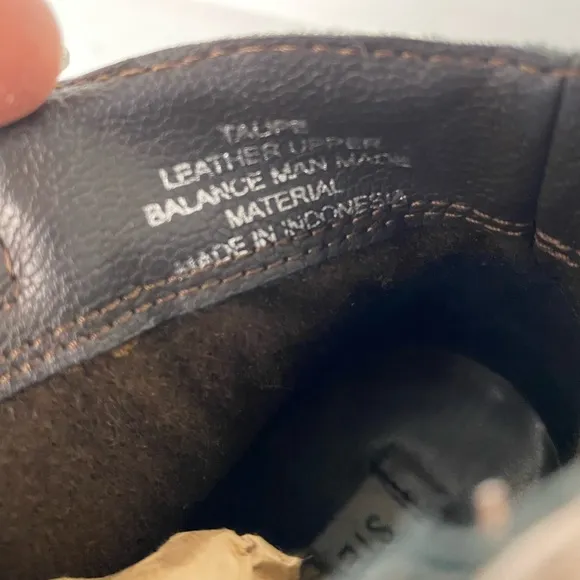 TAUPE
LEATHER UPPER
BALANCE MAN MADE
MATERIAL
MADE IN INDONESIA